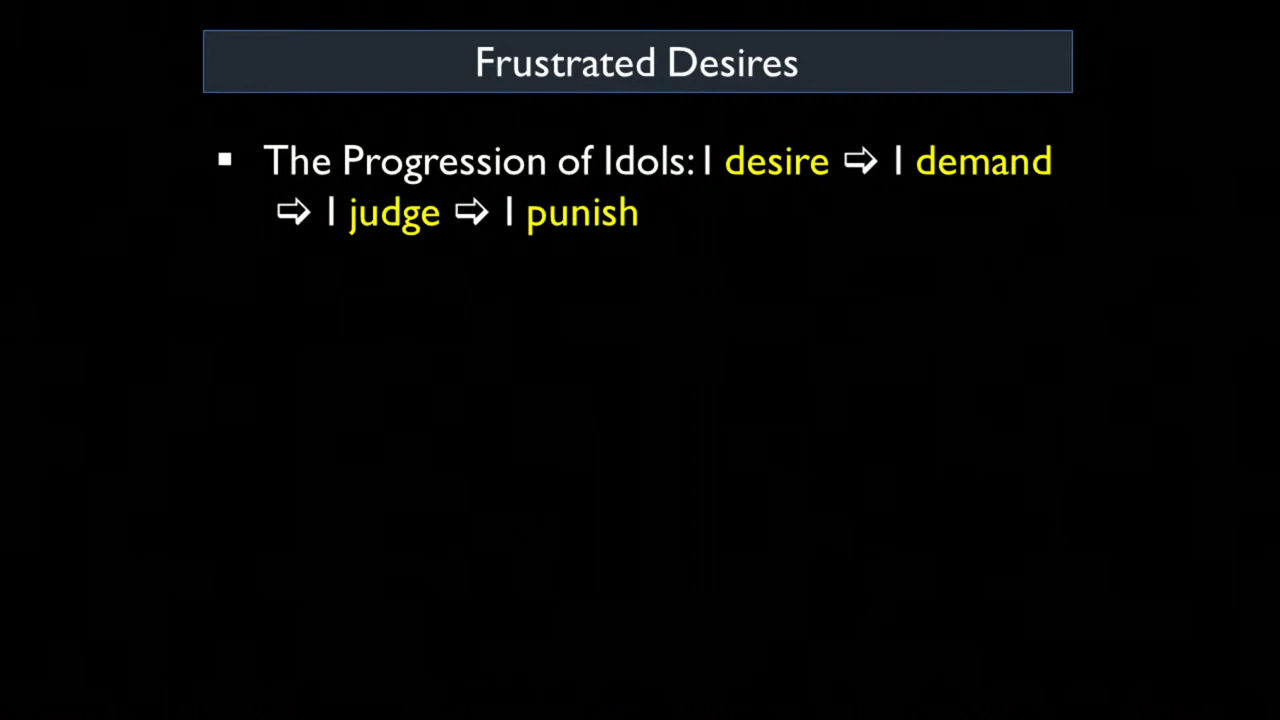 Frustrated Desires
▪ The Progression of Idols: I desire ⇨ I demand
⇨ I judge ⇨ I punish